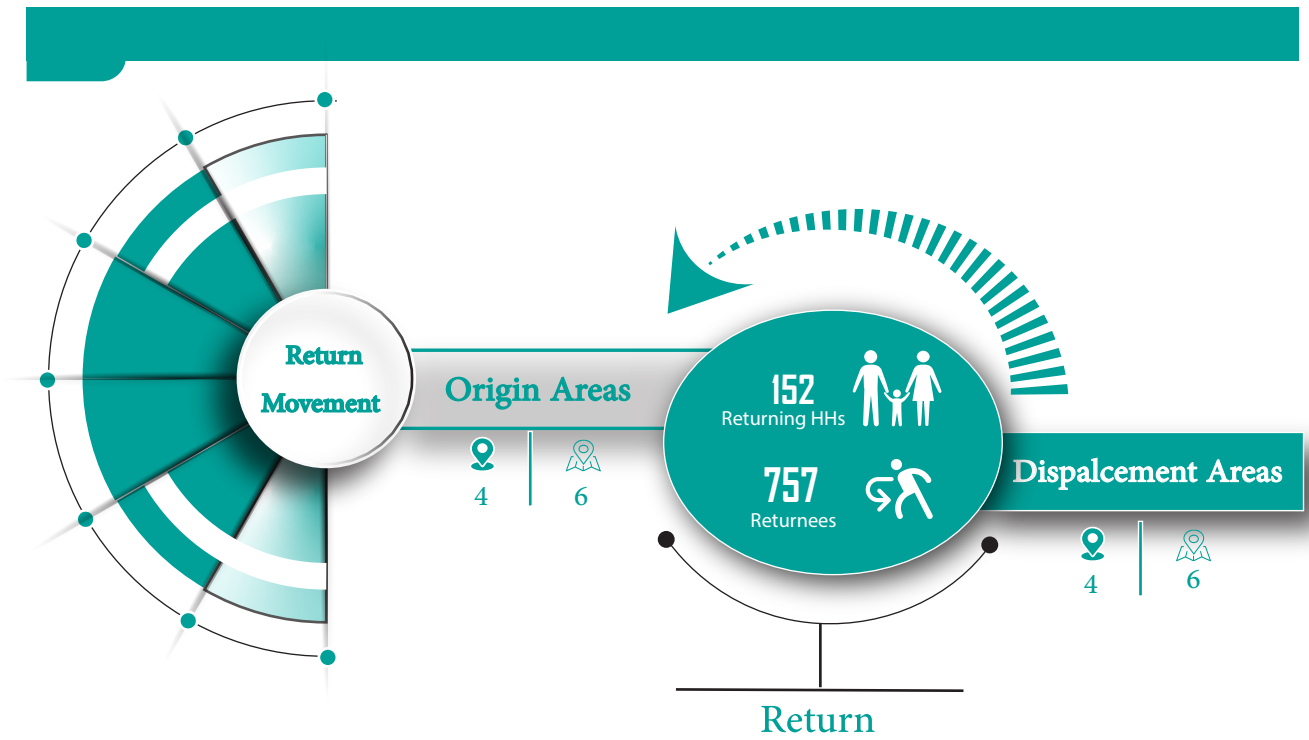 Return
Movement
Origin Areas
4
6
152
Returning HHs
757
Returnees
Dispalcement Areas
4
6
Return